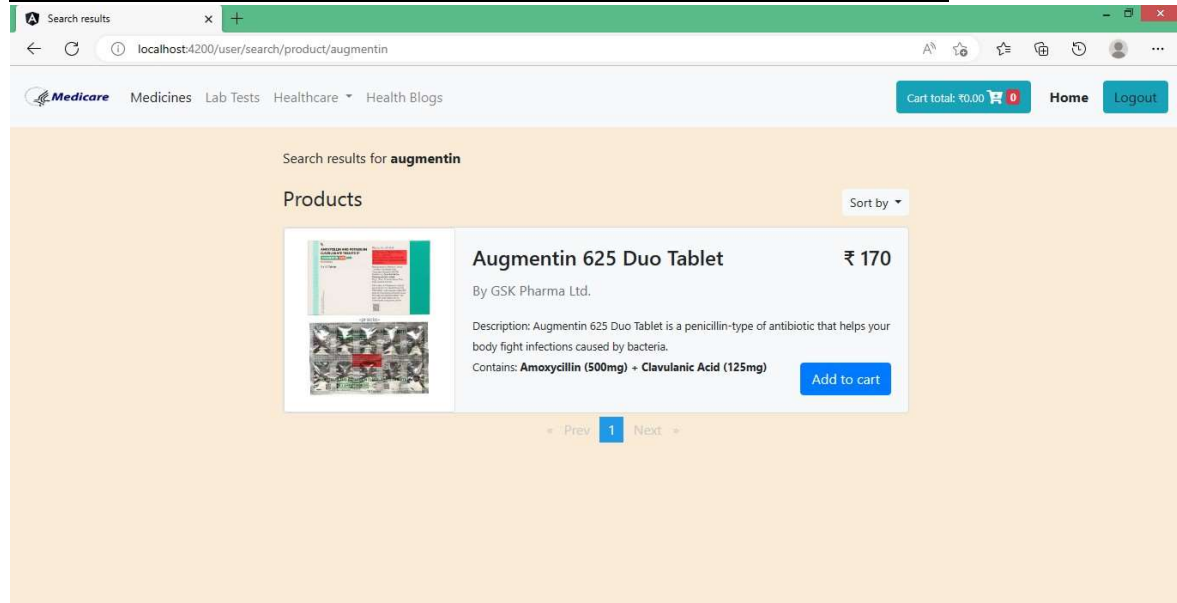 Search results
localhost:4200/user/search/product/augmentin
Medicare Medicines Lab Tests Healthcare Health Blogs Cart total: ₹0.00 0 Home Logout
Search results for augmentin
Products Sort by
Augmentin 625 Duo Tablet ₹ 170
By GSK Pharma Ltd.
Description: Augmentin 625 Duo Tablet is a penicillin-type of antibiotic that helps your
body fight infections caused by bacteria.
Contains: Amoxycillin (500mg) + Clavulanic Acid (125mg)
Add to cart
« Prev 1 Next »